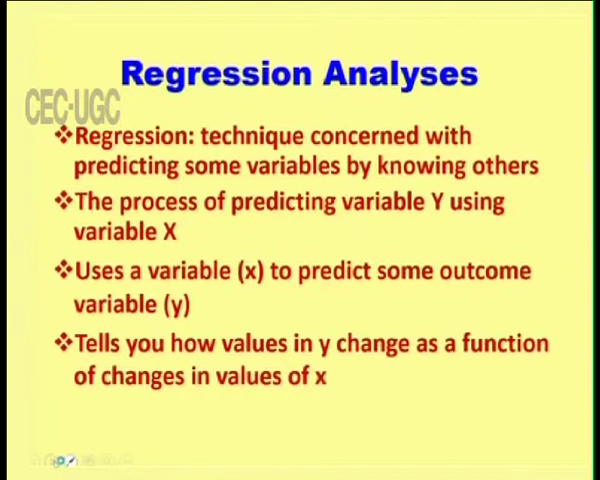 Regression Analyses
CEC-UGC
❖Regression: technique concerned with
predicting some variables by knowing others
❖The process of predicting variable Y using
variable X
❖Uses a variable (x) to predict some outcome
variable (y)
❖Tells you how values in y change as a function
of changes in values of x